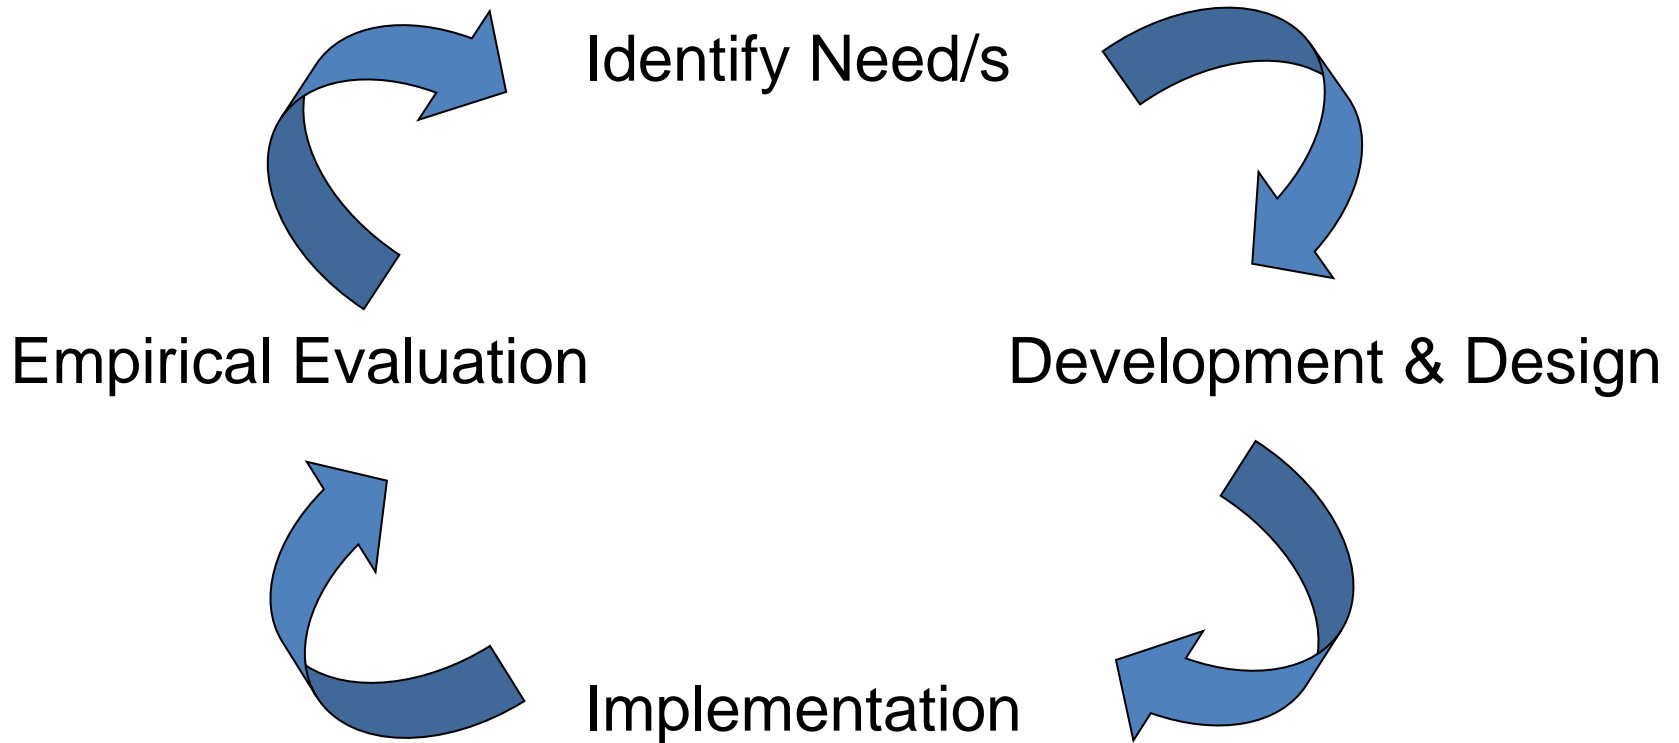 Identify Need/s
Empirical Evaluation
Development & Design
Implementation